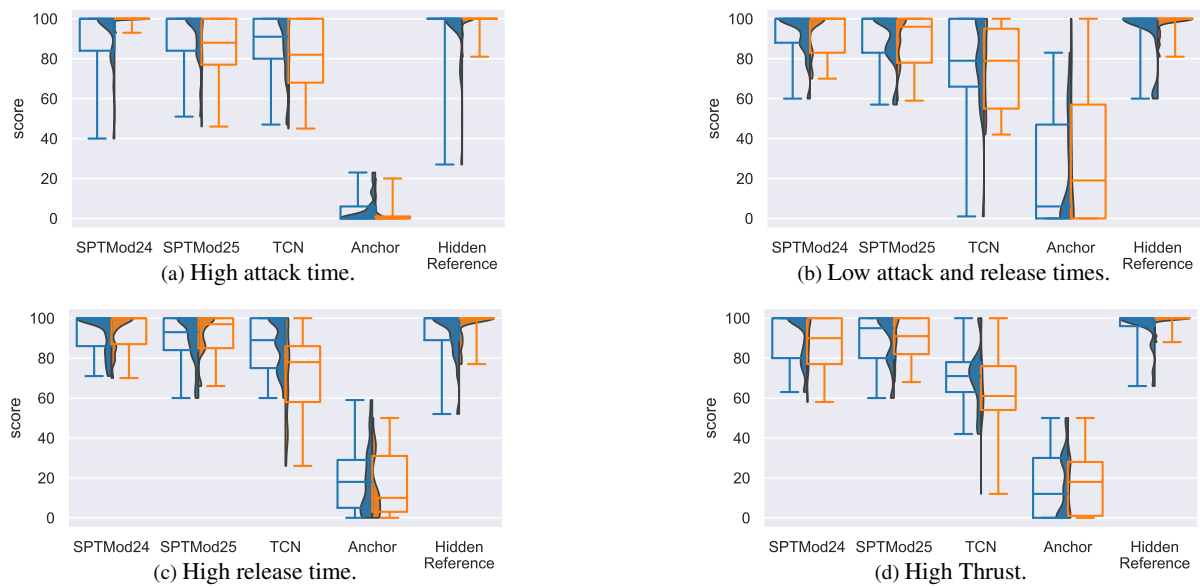 100
80
60
40
20
0
score
SPTMod24 SPTMod25 TCN Anchor Hidden
Reference
(a) High attack time.
100
80
60
40
20
0
score
SPTMod24 SPTMod25 TCN Anchor Hidden
Reference
(b) Low attack and release times.
100
80
60
40
20
0
score
SPTMod24 SPTMod25 TCN Anchor Hidden
Reference
(c) High release time.
100
80
60
40
20
0
score
SPTMod24 SPTMod25 TCN Anchor Hidden
Reference
(d) High Thrust.